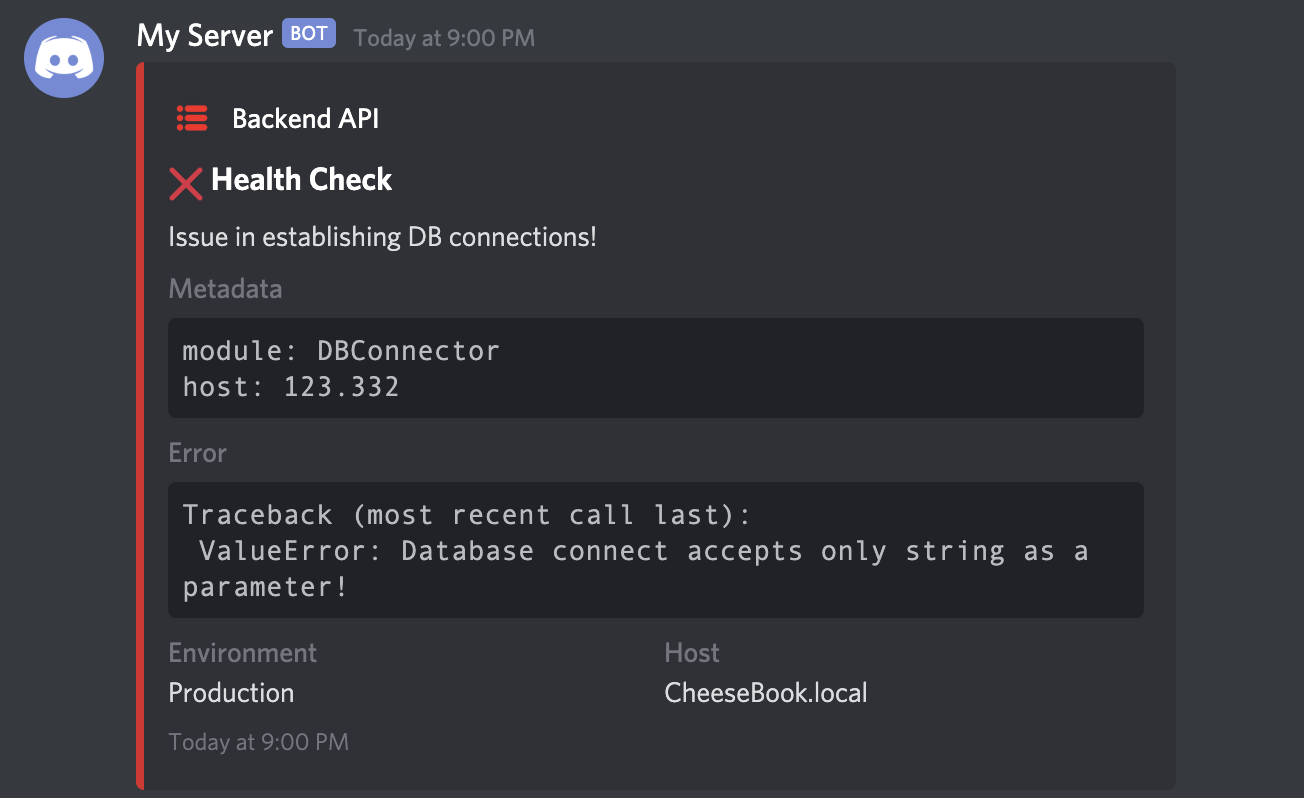 My Server BOT Today at 9:00 PM
Backend API
Health Check
Issue in establishing DB connections!
Metadata
module: DBConnector
host: 123.332
Error
Traceback (most recent call last):
 ValueError: Database connect accepts only string as a
parameter!
Environment Host
Production CheeseBook.local
Today at 9:00 PM